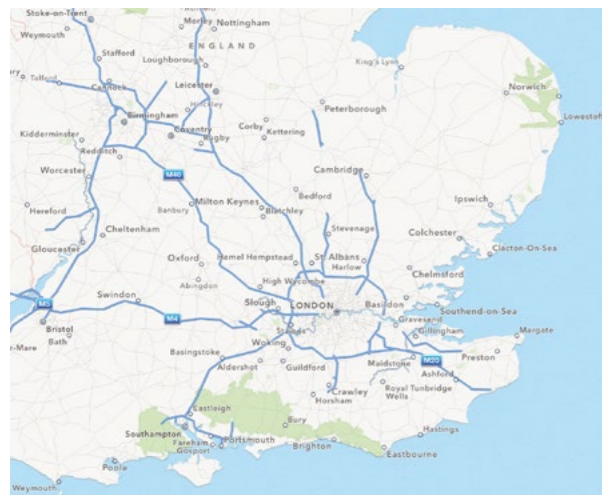 Stoke-on-Trent
Nottingham
Morley
Weymouth
ENGLAND
Stafford
Loughborough
King's Lynn
Telford
Cannock
Leicester
Norwich
Hinckley
Peterborough
Lowestoft
Birmingham
Corby
Kettering
Coventry
Rugby
Kidderminster
Redditch
Worcester
M40
Cambridge
Bedford
Milton Keynes
Ipswich
Hereford
Banbury
Bletchley
Stevenage
Gloucester
Cheltenham
Colchester
Clacton-On-Sea
Oxford
Hemel Hempstead
St Albans
Harlow
Chelmsford
Abingdon
High Wycombe
M5
Swindon
Slough
LONDON
Basildon
Southend-on-Sea
M4
Bristol
Bath
Staines
Gravesend
Gillingham
Margate
er-Mare
Woking
Basingstoke
Maidstone
M20
Preston
Aldershot
Guildford
Ashford
Crawley
Royal Tunbridge
Wells
Horsham
Eastleigh
Bury
Hastings
Southampton
Fareham
Portsmouth
Gosport
Brighton
Eastbourne
Poole
Weymouth